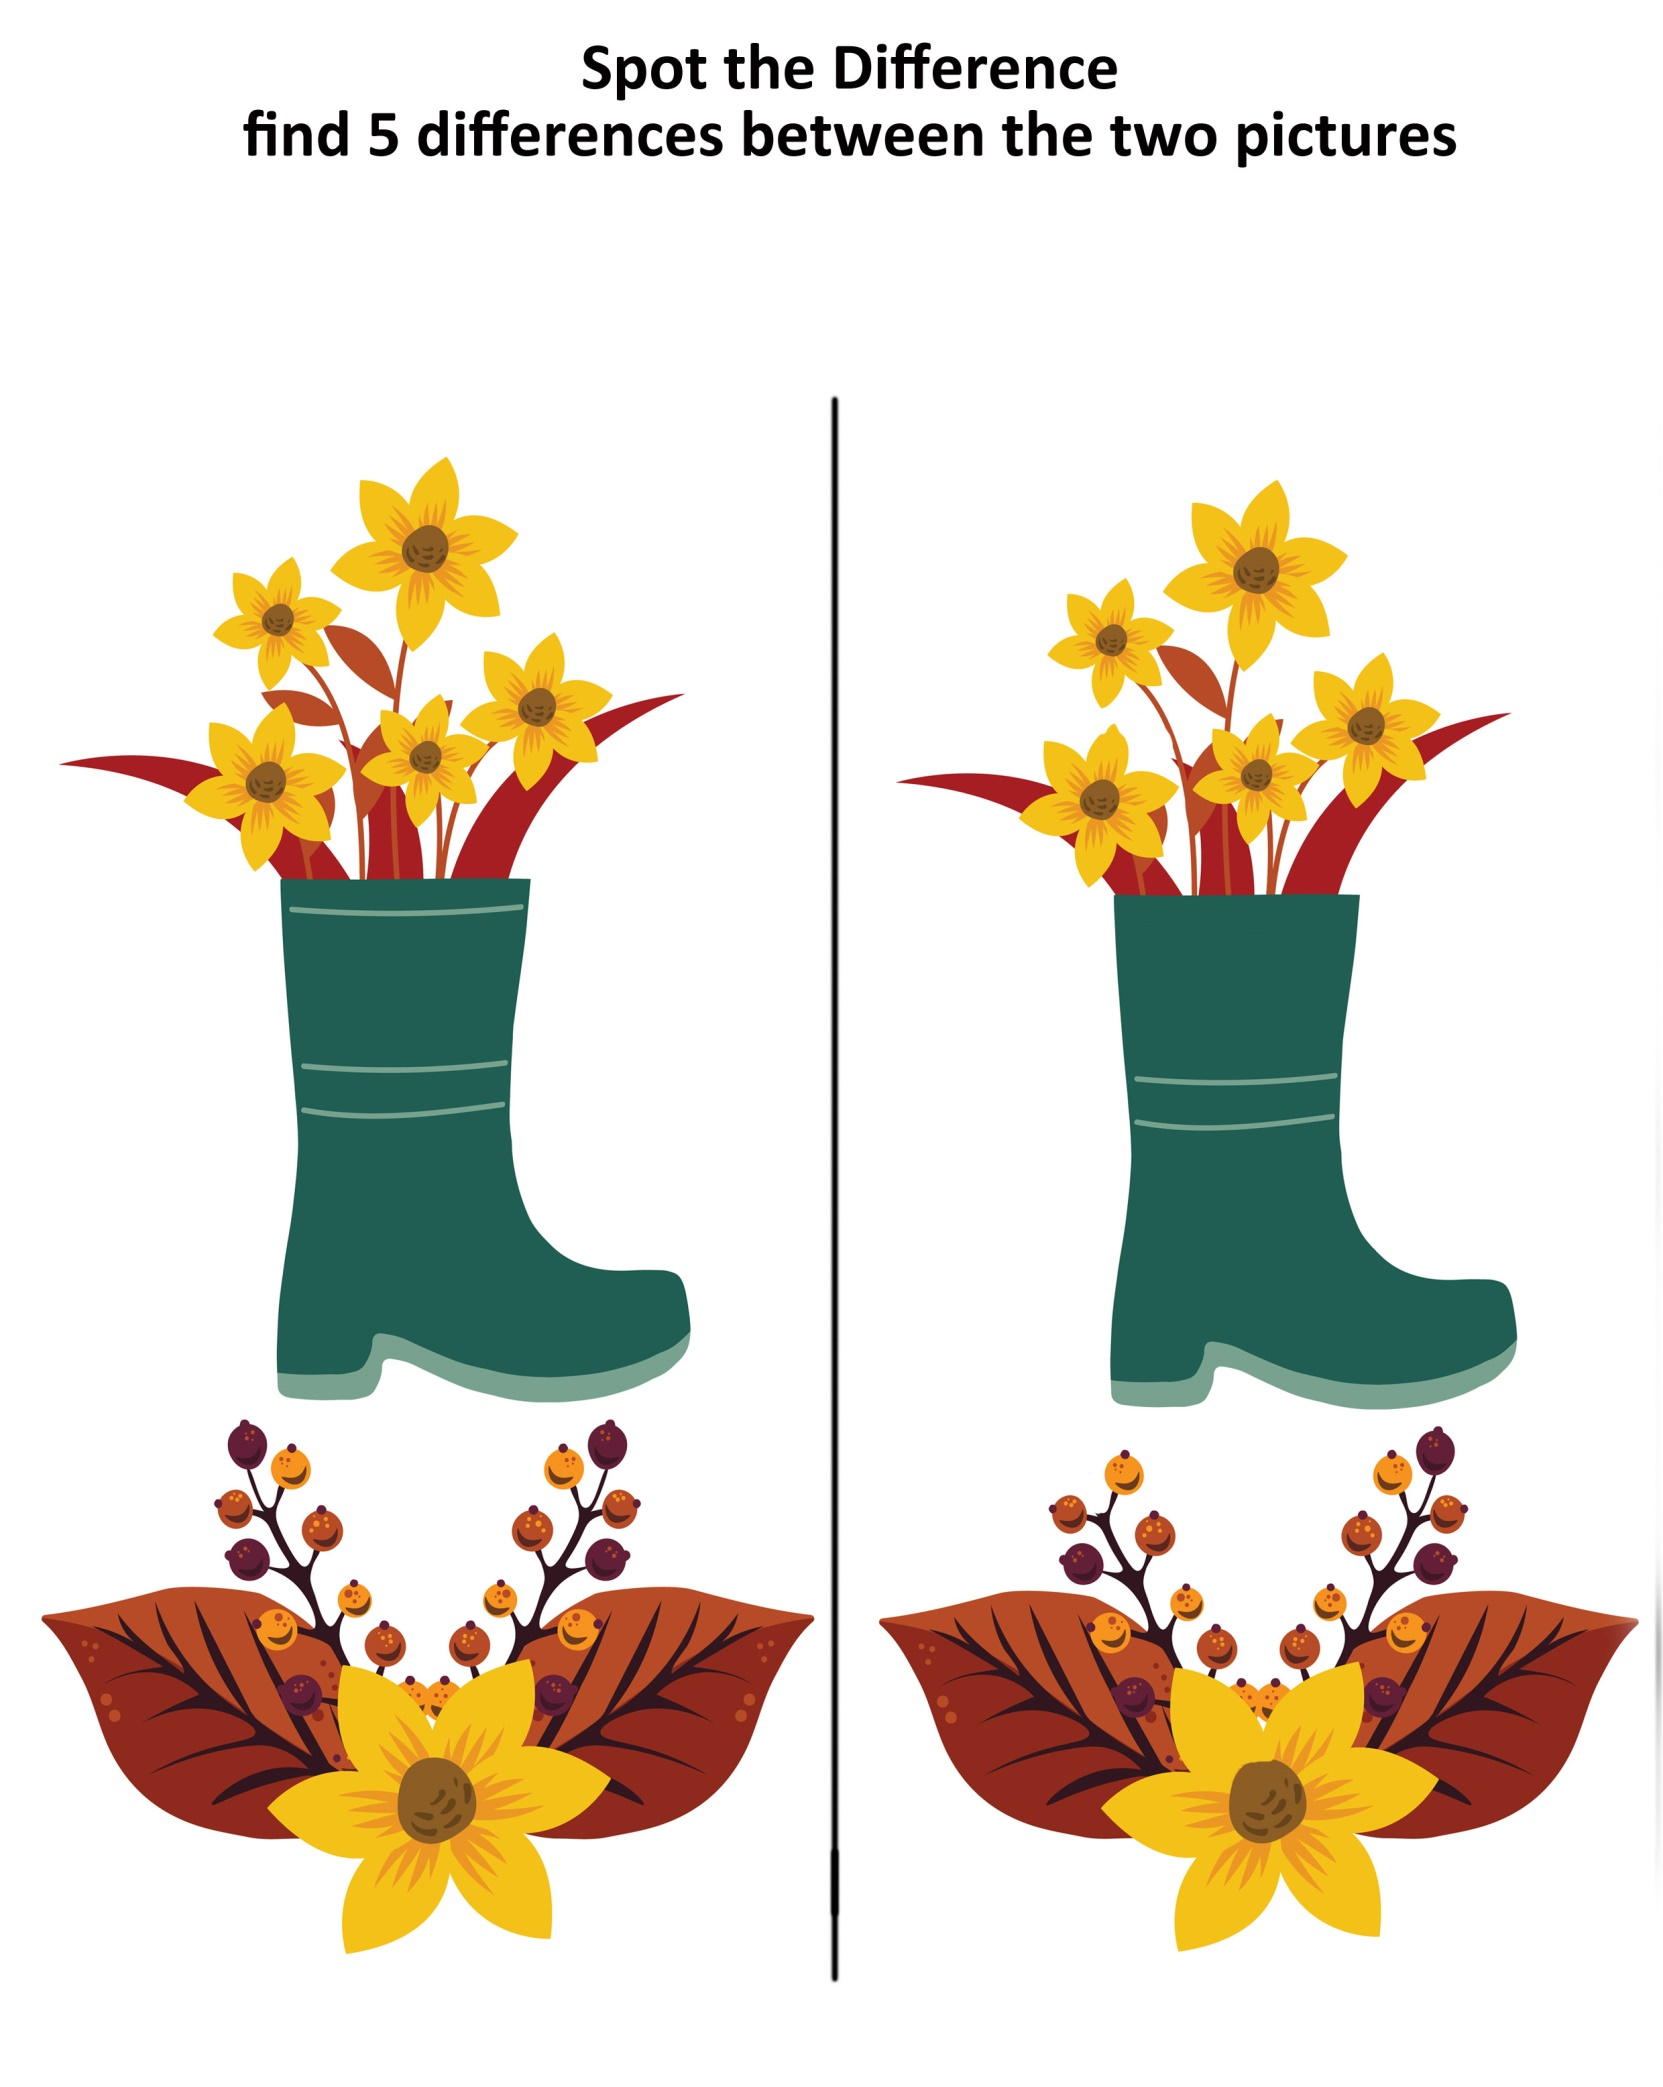 Spot the Difference
find 5 differences between the two pictures